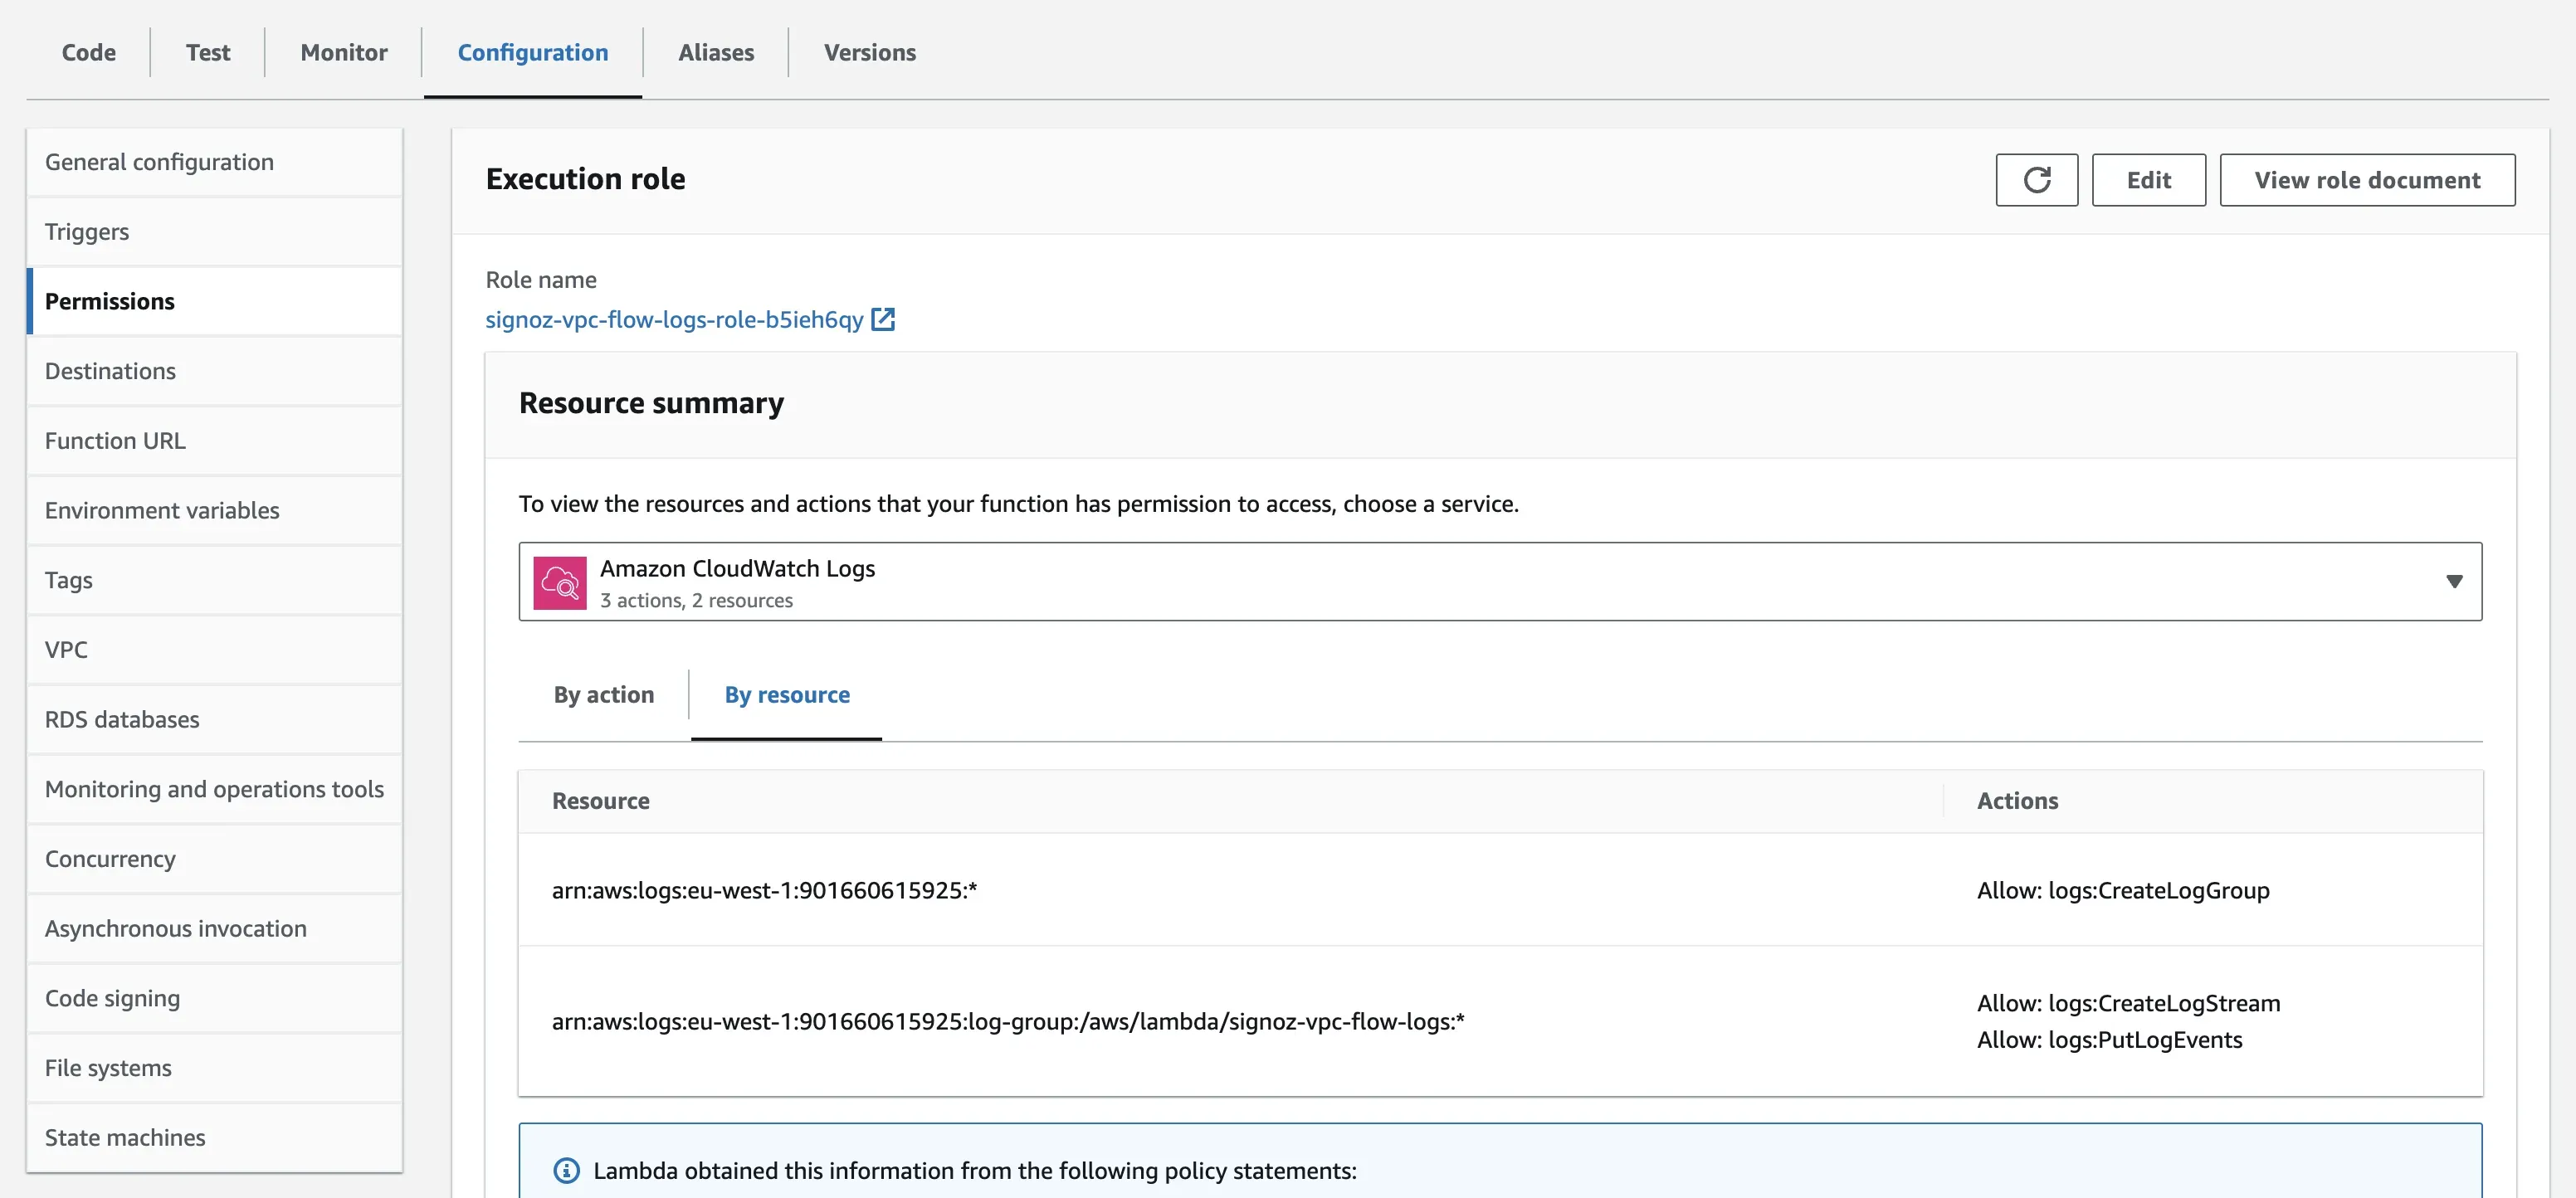 Code
Test
Monitor
Configuration
Aliases
Versions
General configuration
Triggers
Permissions
Destinations
Function URL
Environment variables
Tags
VPC
RDS databases
Monitoring and operations tools
Concurrency
Asynchronous invocation
Code signing
File systems
State machines
Execution role
Edit
View role document
Role name
signoz-vpc-flow-logs-role-b5ieh6qy
Resource summary
To view the resources and actions that your function has permission to access, choose a service.
Amazon CloudWatch Logs
3 actions, 2 resources
By action
By resource
Resource
Actions
arn:aws:logs:eu-west-1:901660615925:*
Allow: logs:CreateLogGroup
arn:aws:logs:eu-west-1:901660615925:log-group:/aws/lambda/signoz-vpc-flow-logs:*
Allow: logs:CreateLogStream
Allow: logs:PutLogEvents
Lambda obtained this information from the following policy statements: